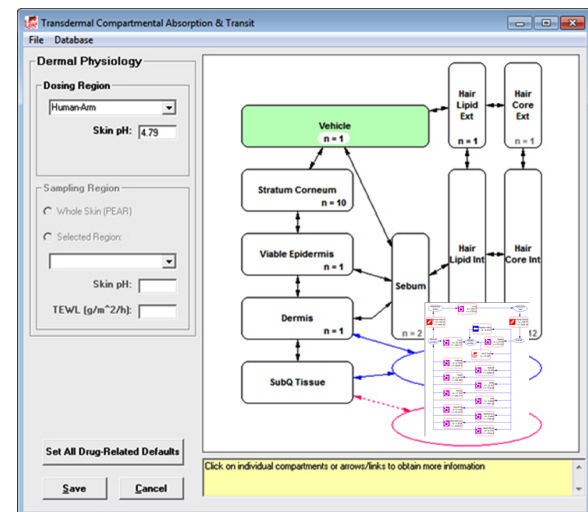 Transdermal Compartmental Absorption & Transit
File Database
Dermal Physiology
Dosing Region
Human-Arm
Skin pH: 4.79
Sampling Region
Whole Skin (PEAR)
Selected Region:
Skin pH:
TEWL (g/m^2/h):
Set All Drug-Related Defaults
Save
Cancel
Vehicle
n = 1
Stratum Corneum
n = 10
Viable Epidermis
n = 1
Dermis
n = 1
SubQ Tissue
Sebum
n = 2
Hair
Lipid
Ext
n = 1
Hair
Core
Ext
n = 1
Hair
Lipid Int
Hair
Core Int
12
Click on individual compartments or arrows/links to obtain more information